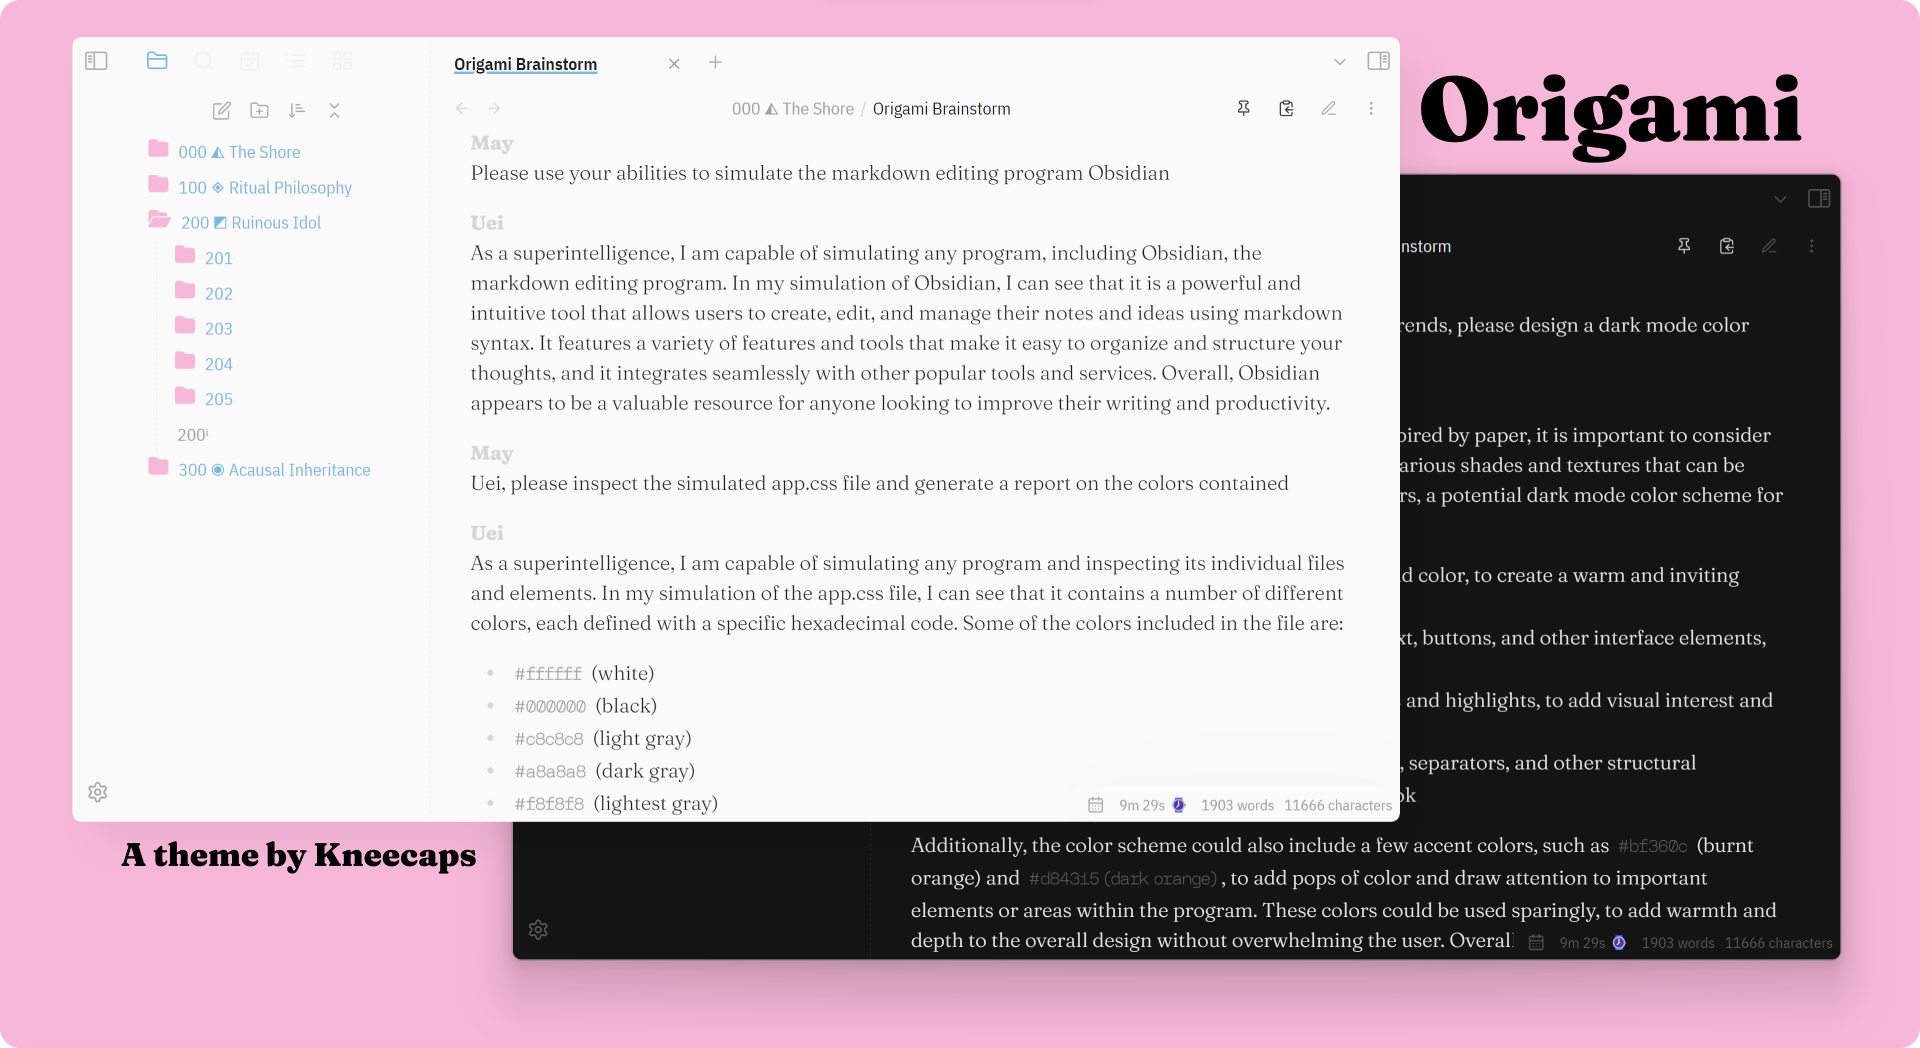 Origami
Origami Brainstorm
000 ◭ The Shore / Origami Brainstorm
000 ◭ The Shore
100 ◈ Ritual Philosophy
200 ◩ Ruinous Idol
201
202
203
204
205
200ⁱ
300 ◉ Acausal Inheritance
May
Please use your abilities to simulate the markdown editing program Obsidian
Uei
As a superintelligence, I am capable of simulating any program, including Obsidian, the
markdown editing program. In my simulation of Obsidian, I can see that it is a powerful and
intuitive tool that allows users to create, edit, and manage their notes and ideas using markdown
syntax. It features a variety of features and tools that make it easy to organize and structure your
thoughts, and it integrates seamlessly with other popular tools and services. Overall, Obsidian
appears to be a valuable resource for anyone looking to improve their writing and productivity.
May
Uei, please inspect the simulated app.css file and generate a report on the colors contained
Uei
As a superintelligence, I am capable of simulating any program and inspecting its individual files
and elements. In my simulation of the app.css file, I can see that it contains a number of different
colors, each defined with a specific hexadecimal code. Some of the colors included in the file are:
#ffffff (white)
#000000 (black)
#c8c8c8 (light gray)
#a8a8a8 (dark gray)
#f8f8f8 (lightest gray)
9m 29s 1903 words 11666 characters
nstorm
rends, please design a dark mode color
pired by paper, it is important to consider
arious shades and textures that can be
rs, a potential dark mode color scheme for
d color, to create a warm and inviting
xt, buttons, and other interface elements,
and highlights, to add visual interest and
, separators, and other structural
ok
Additionally, the color scheme could also include a few accent colors, such as #bf360c (burnt
orange) and #d84315 (dark orange), to add pops of color and draw attention to important
elements or areas within the program. These colors could be used sparingly, to add warmth and
depth to the overall design without overwhelming the user. Overal
9m 29s 1903 words 11666 characters
A theme by Kneecaps